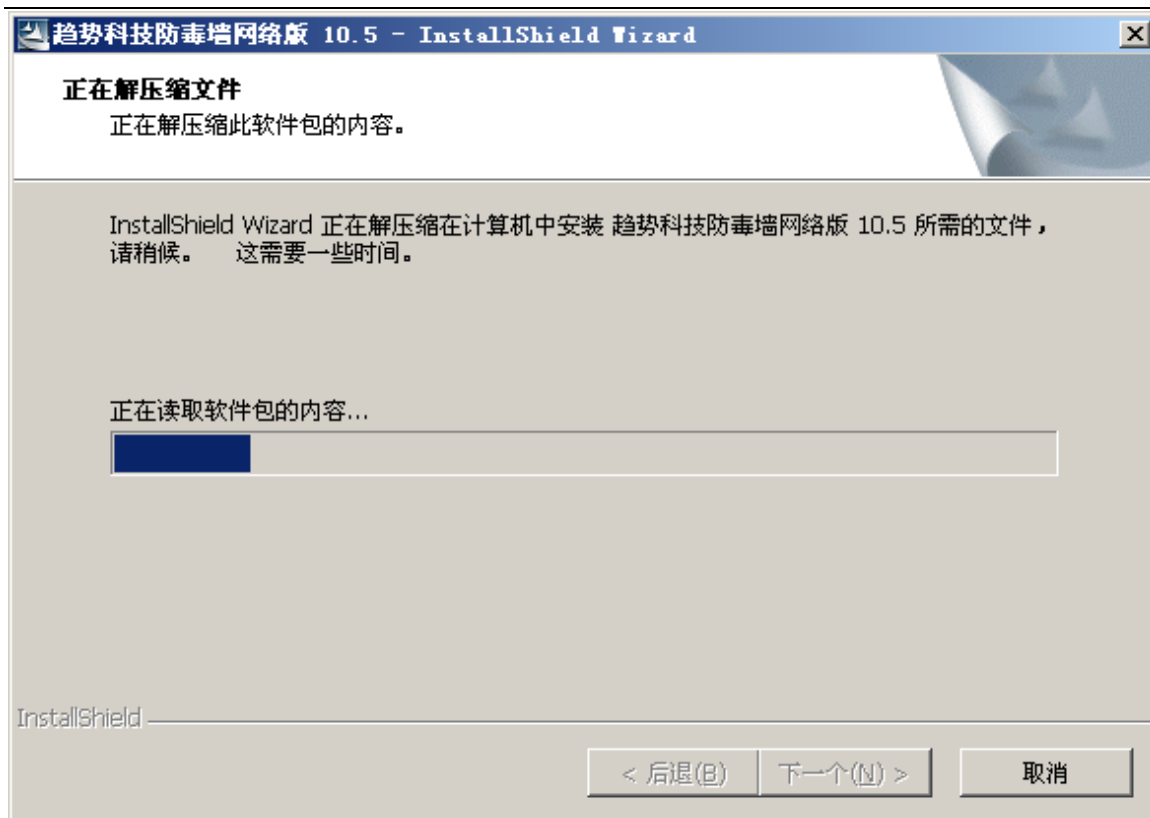 趋势科技防毒墙网络版 10.5 - InstallShield Wizard
正在解压缩文件
正在解压缩此软件包的内容。
InstallShield Wizard 正在解压缩在计算机中安装 趋势科技防毒墙网络版 10.5 所需的文件，
请稍候。 这需要一些时间。
正在读取软件包的内容...
InstallShield
< 后退(B) 下一个(N) > 取消